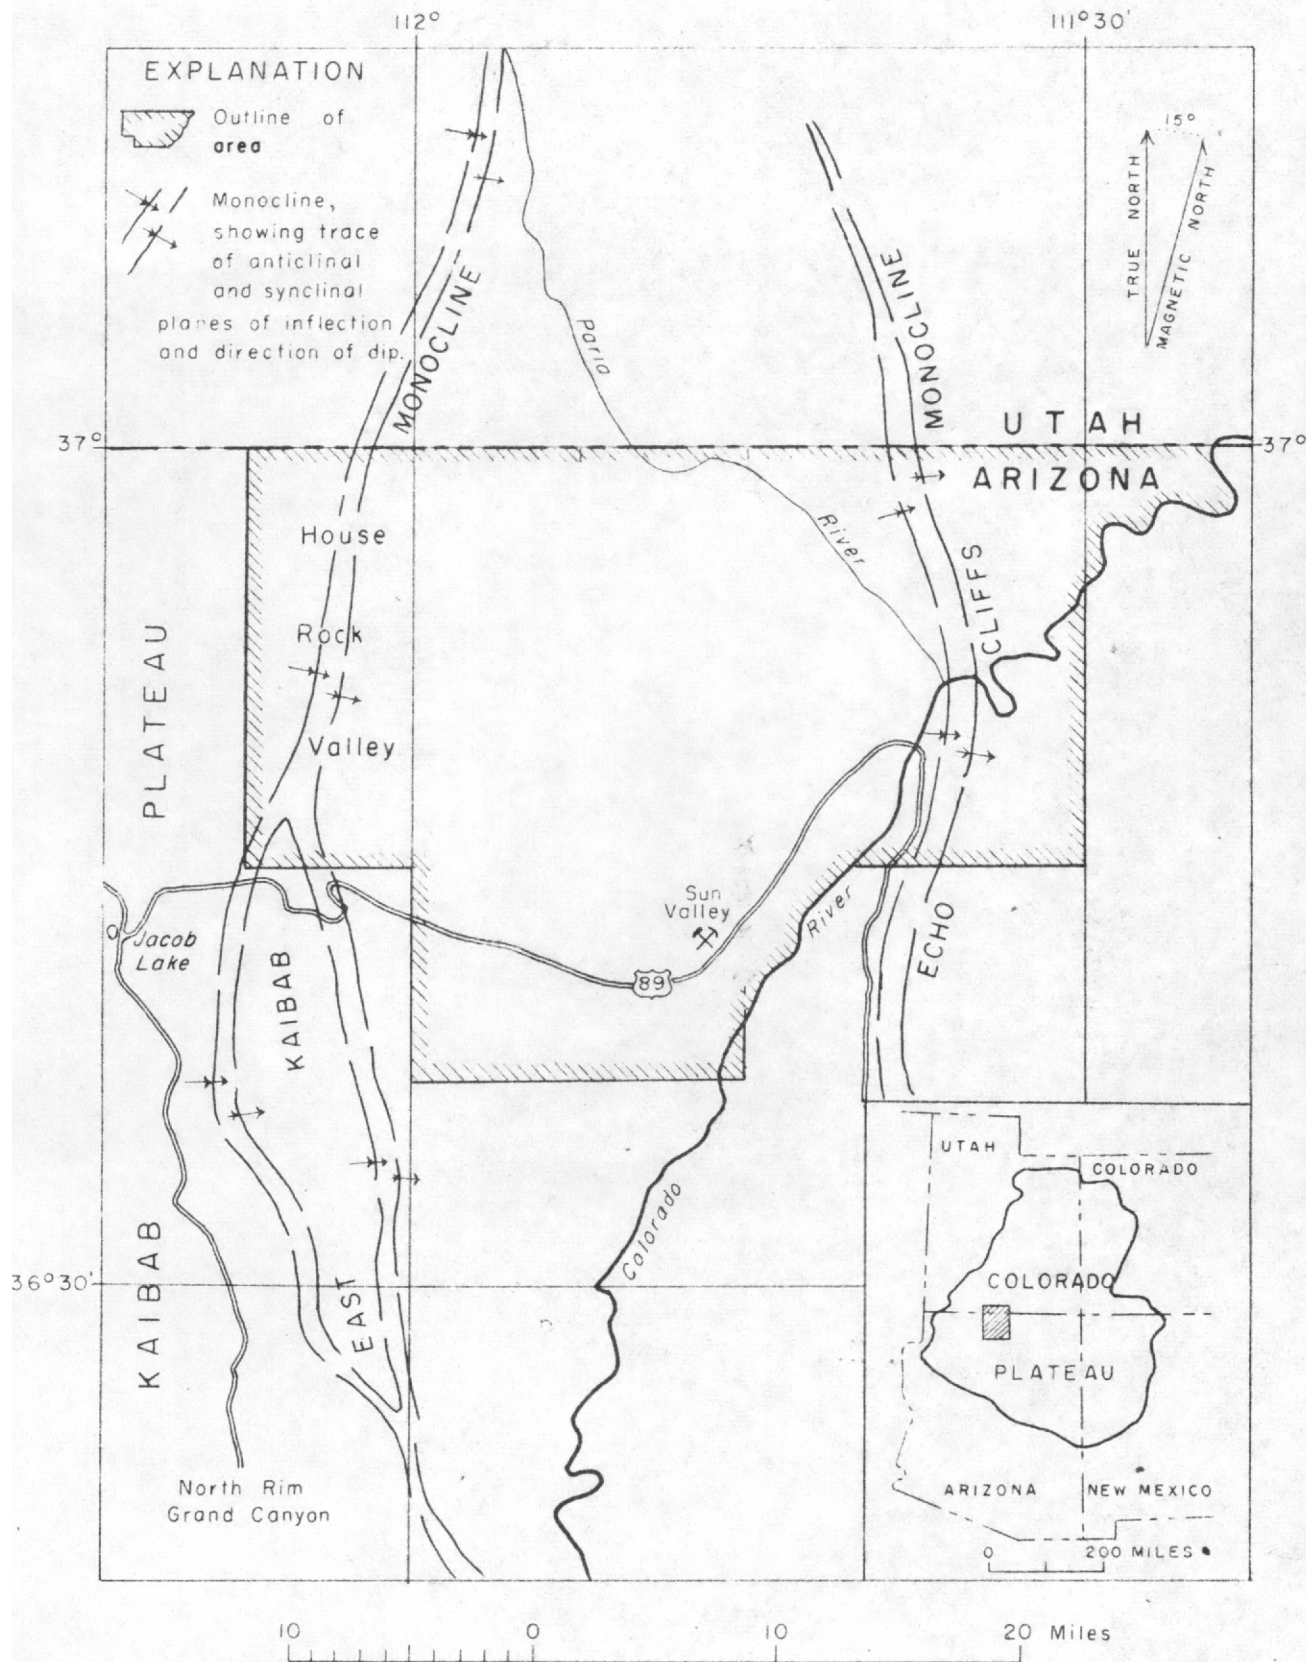 112°
111°30'
EXPLANATION
Outline of
area
Monocline,
showing trace
of anticlinal
and synclinal
planes of inflection
and direction of dip.
15°
TRUE NORTH
MAGNETIC NORTH
MONOCLINE
Paria
MONOCLINE
UTAH
37°
37°
ARIZONA
House
River
CLIFFS
Rock
PLATEAU
Valley
Sun
Valley
River
Jacob
Lake
ECHO
KAIBAB
89
UTAH
COLORADO
Colorado
KAIBAB
36°30'
EAST
COLORADO
PLATEAU
North Rim
Grand Canyon
ARIZONA
NEW MEXICO
0 200 MILES
10 0 10 20 Miles